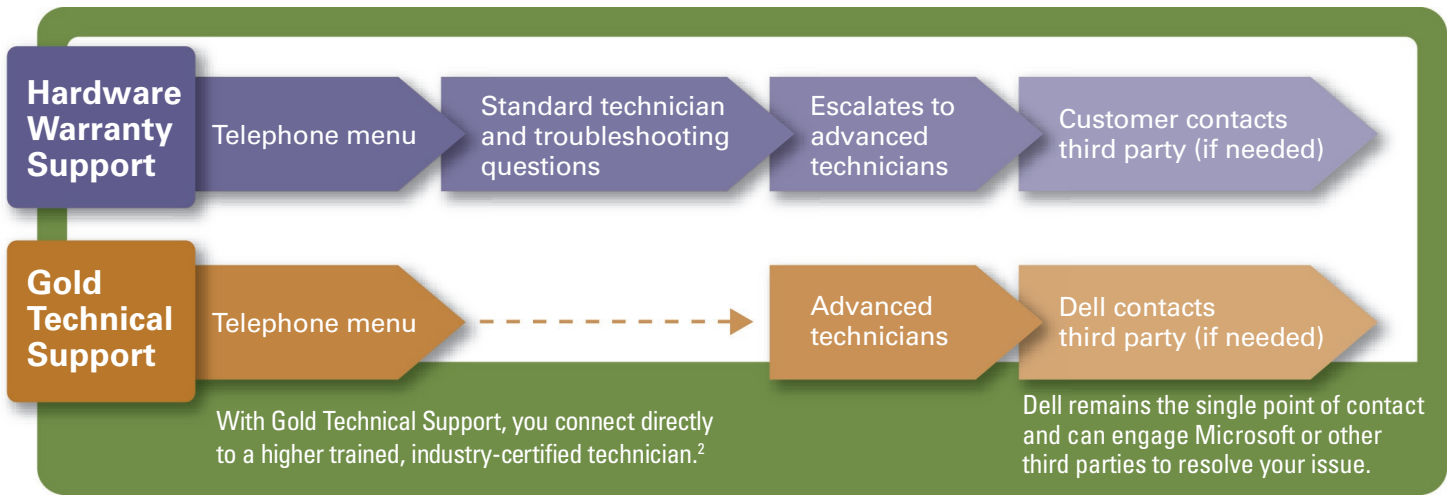 Hardware
Warranty
Support
Telephone menu
Standard technician
and troubleshooting
questions
Escalates to
advanced
technicians
Customer contacts
third party (if needed)
Gold
Technical
Support
Telephone menu
Advanced
technicians
Dell contacts
third party (if needed)
With Gold Technical Support, you connect directly
to a higher trained, industry-certified technician.²
Dell remains the single point of contact
and can engage Microsoft or other
third parties to resolve your issue.